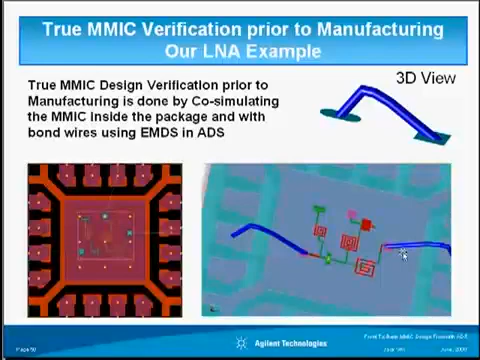 True MMIC Verification prior to Manufacturing
Our LNA Example
True MMIC Design Verification prior to
Manufacturing is done by Co-simulating
the MMIC inside the package and with
bond wires using EMDS in ADS
3D View
Agilent Technologies